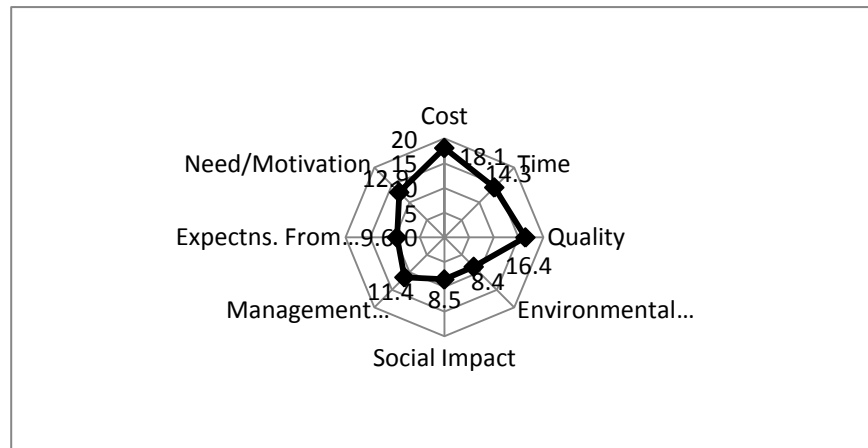 Cost
20
18.1
Time
Need/Motivation
15
14.3
12.9
10
5
Expectns. From...
9.6
0
Quality
16.4
8.4
11.4
8.5
Management...
Environmental...
Social Impact